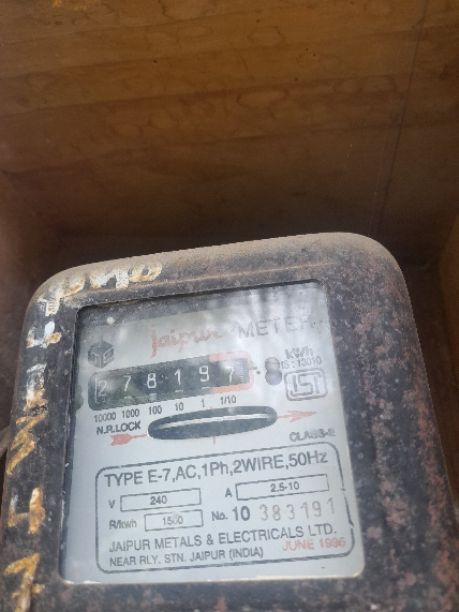 Jaipur METER
kWh
IS:13010
2 7 8 1 9 7
10000 1000 100 10 1 1/10
N.R.LOCK
CLASS-2
TYPE E-7,AC,1Ph,2WIRE,50Hz
V 240 A 2.5-10
R/kwh 1500 No. 10 383191
JAIPUR METALS & ELECTRICALS LTD.
NEAR RLY. STN. JAIPUR (INDIA) JUNE 1996